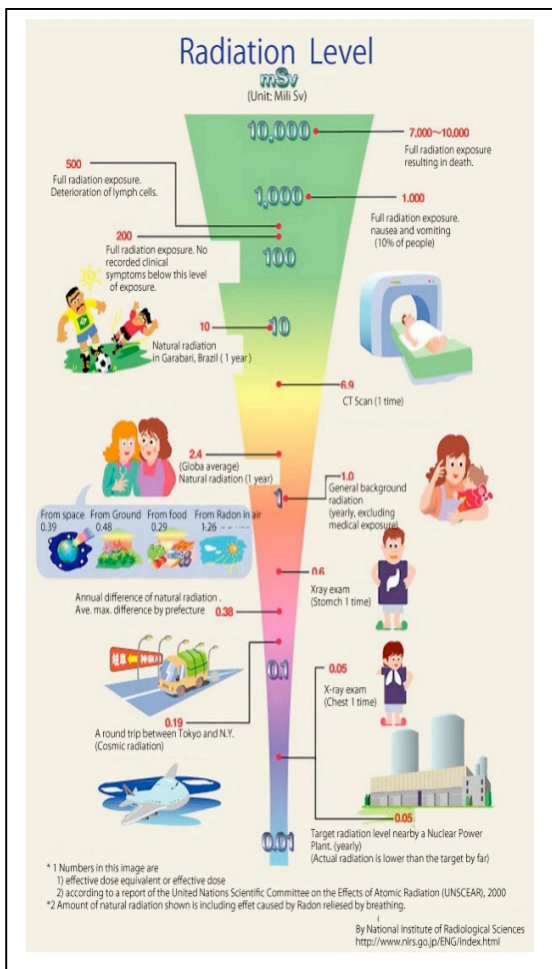 Radiation Level
mSv
(Unit: Mili Sv)
10,000
7,000~10,000
Full radiation exposure
resulting in death.
500
Full radiation exposure.
Deterioration of lymph cells.
1,000
1.000
Full radiation exposure.
nausea and vomiting
(10% of people)
200
Full radiation exposure. No
recorded clinical
symptoms below this level
of exposure.
100
10
Natural radiation
in Garabari, Brazil ( 1 year )
10
6.9
CT Scan (1 time)
2.4
(Globa average)
Natural radiation (1 year)
1.0
General background
radiation
(yearly, excluding
medical exposure)
1
From space
0.39
From Ground
0.48
From food
0.29
From Radon in air
1.26
0.6
Xray exam
(Stomch 1 time)
Annual difference of natural radiation .
Ave. max. difference by prefecture 0.38
0.1
岐阜
神奈川
0.05
X-ray exam
(Chest 1 time)
0.19
A round trip between Tokyo and N.Y.
(Cosmic radiation)
0.05
Target radiation level nearby a Nuclear Power
Plant. (yearly)
(Actual radiation is lower than the target by far)
0.01
* 1 Numbers in this image are
1) effective dose equivalent or effective dose
2) according to a report of the United Nations Scientific Committee on the Effects of Atomic Radiation (UNSCEAR), 2000
*2 Amount of natural radiation shown is including effet caused by Radon reliesed by breathing.
By National Institute of Radiological Sciences
http://www.nirs.go.jp/ENG/index.html